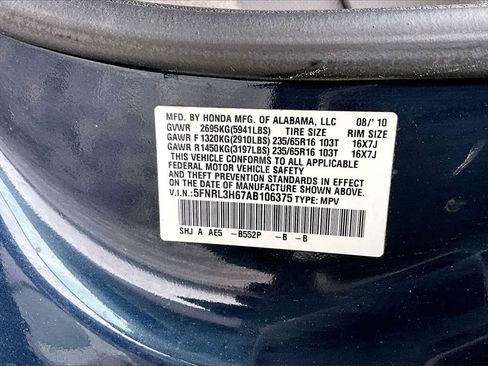 MFD. BY HONDA MFG. OF ALABAMA, LLC 08/'10
GVWR 2695KG(5941LBS) TIRE SIZE RIM SIZE
GAWR F 1320KG(2910LBS) 235/65R16 103T 16X7J
GAWR R 1450KG(3197LBS) 235/65R16 103T 16X7J
THIS VEHICLE CONFORMS TO ALL APPLICABLE
FEDERAL MOTOR VEHICLE SAFETY
AND THEFT PREVENTION STANDARDS IN EFFECT ON
THE DATE OF MANUFACTURE SHOWN ABOVE.
V.I.N.: 5FNRL3H67AB106375 TYPE: MPV
SHJ A AE5 -B552P -B -B